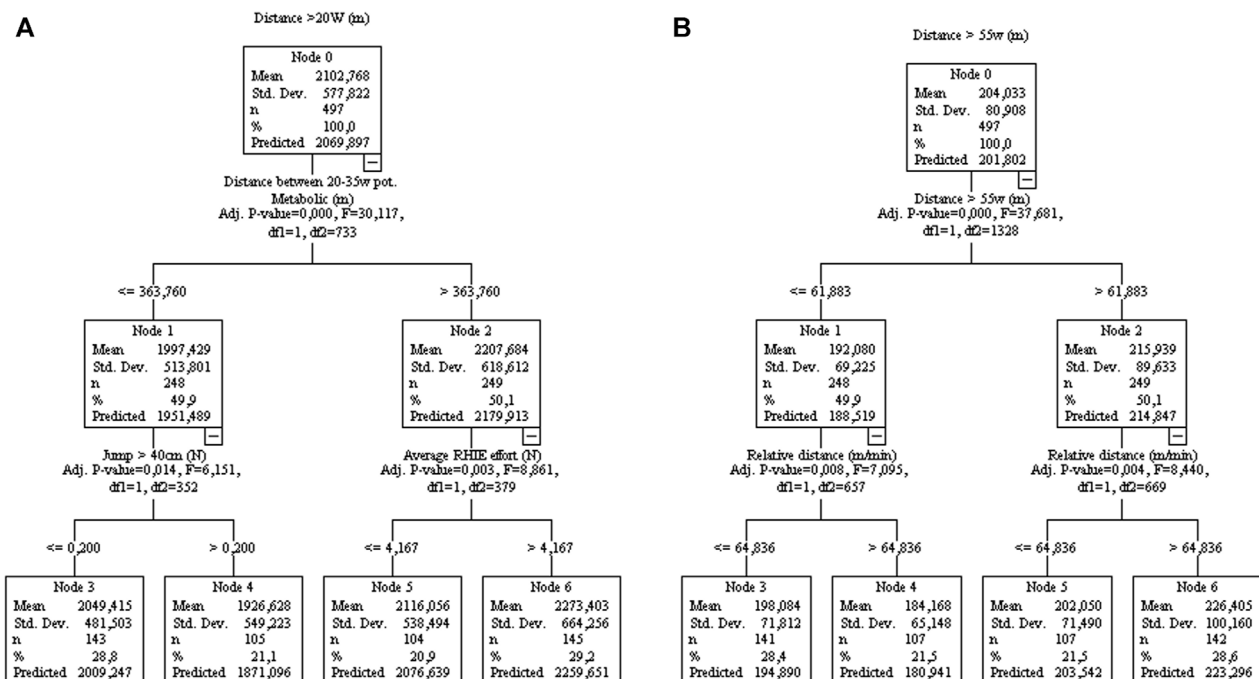 A
Distance >20W (m)
Node 0
Mean 2102,768
Std. Dev. 577,822
n 497
% 100,0
Predicted 2069,897
Distance between 20-35w pot.
Metabolic (m)
Adj. P-value=0,000, F=30,117,
df1=1, df2=733
<= 363,760
> 363,760
Node 1
Mean 1997,429
Std. Dev. 513,801
n 248
% 49,9
Predicted 1951,489
Node 2
Mean 2207,684
Std. Dev. 618,612
n 249
% 50,1
Predicted 2179,913
Jump > 40cm (N)
Adj. P-value=0,014, F=6,151,
df1=1, df2=352
Average RHIE effort (N)
Adj. P-value=0,003, F=8,861,
df1=1, df2=379
<= 0,200
> 0,200
<= 4,167
> 4,167
Node 3
Mean 2049,415
Std. Dev. 481,503
n 143
% 28,8
Predicted 2009,247
Node 4
Mean 1926,628
Std. Dev. 549,223
n 105
% 21,1
Predicted 1871,096
Node 5
Mean 2116,056
Std. Dev. 538,494
n 104
% 20,9
Predicted 2076,639
Node 6
Mean 2273,403
Std. Dev. 664,256
n 145
% 29,2
Predicted 2259,651
B
Distance > 55w (m)
Node 0
Mean 204,033
Std. Dev. 80,908
n 497
% 100,0
Predicted 201,802
Distance > 55w (m)
Adj. P-value=0,000, F=37,681,
df1=1, df2=1328
<= 61,883
> 61,883
Node 1
Mean 192,080
Std. Dev. 69,225
n 248
% 49,9
Predicted 188,519
Node 2
Mean 215,939
Std. Dev. 89,633
n 249
% 50,1
Predicted 214,847
Relative distance (m/min)
Adj. P-value=0,008, F=7,095,
df1=1, df2=657
Relative distance (m/min)
Adj. P-value=0,004, F=8,440,
df1=1, df2=669
<= 64,836
> 64,836
<= 64,836
> 64,836
Node 3
Mean 198,084
Std. Dev. 71,812
n 141
% 28,4
Predicted 194,890
Node 4
Mean 184,168
Std. Dev. 65,148
n 107
% 21,5
Predicted 180,941
Node 5
Mean 202,050
Std. Dev. 71,490
n 107
% 21,5
Predicted 203,542
Node 6
Mean 226,405
Std. Dev. 100,160
n 142
% 28,6
Predicted 223,296